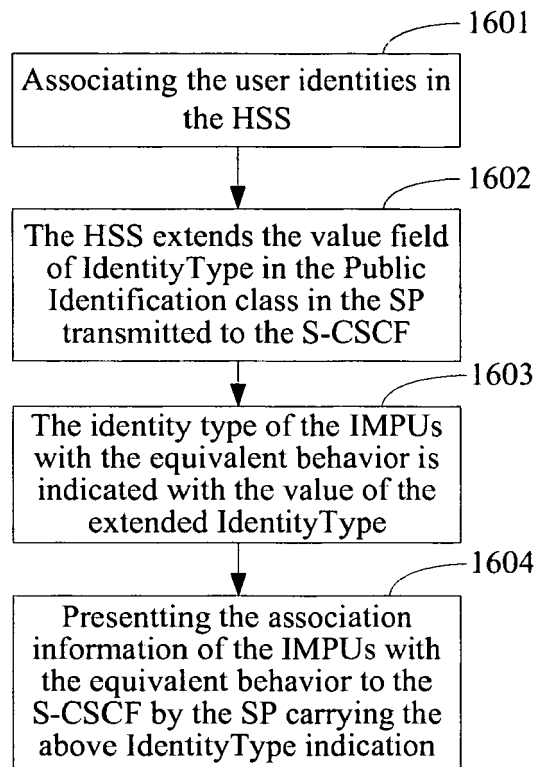 1601
Associating the user identities in
the HSS
1602
The HSS extends the value field
of IdentityType in the Public
Identification class in the SP
transmitted to the S-CSCF
1603
The identity type of the IMPUs
with the equivalent behavior is
indicated with the value of the
extended IdentityType
1604
Presentting the association
information of the IMPUs with
the equivalent behavior to the
S-CSCF by the SP carrying the
above IdentityType indication